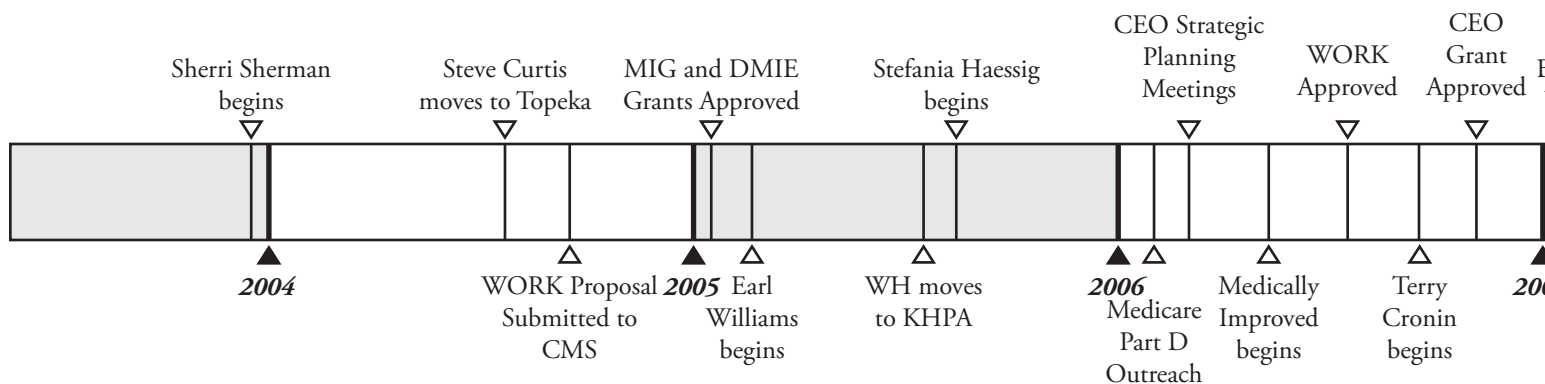 Sherri Sherman
begins
Steve Curtis
moves to Topeka
MIG and DMIE
Grants Approved
Stefania Haessig
begins
CEO Strategic
Planning
Meetings
WORK
Approved
CEO
Grant
Approved
2004
WORK Proposal
Submitted to
CMS
2005
Earl
Williams
begins
WH moves
to KHPA
2006
Medicare
Part D
Outreach
Medically
Improved
begins
Terry
Cronin
begins